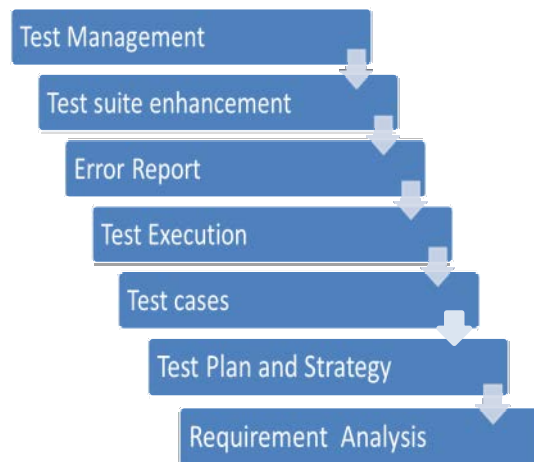 Test Management
Test suite enhancement
Error Report
Test Execution
Test cases
Test Plan and Strategy
Requirement Analysis